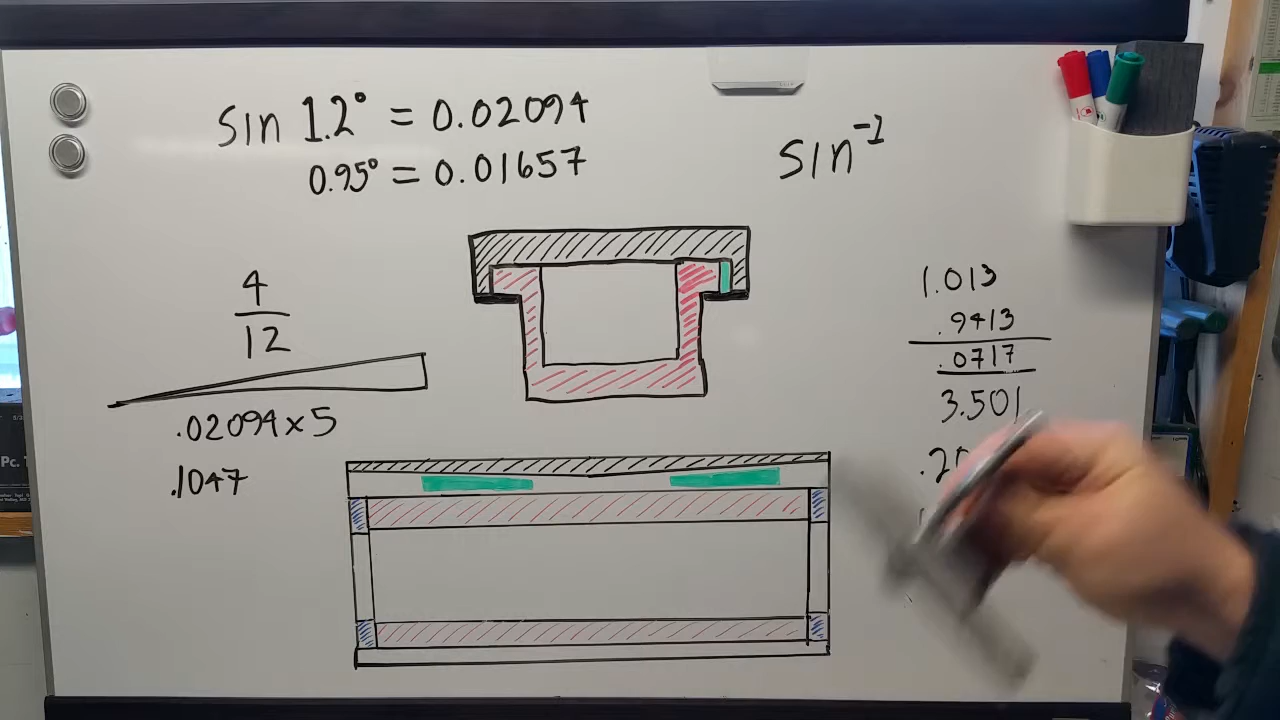 sin 1.2° = 0.02094
0.95° = 0.01657
sin⁻¹
4
12
.02094×5
.1047
1.013
.9413
.0717
3.501
Pc.